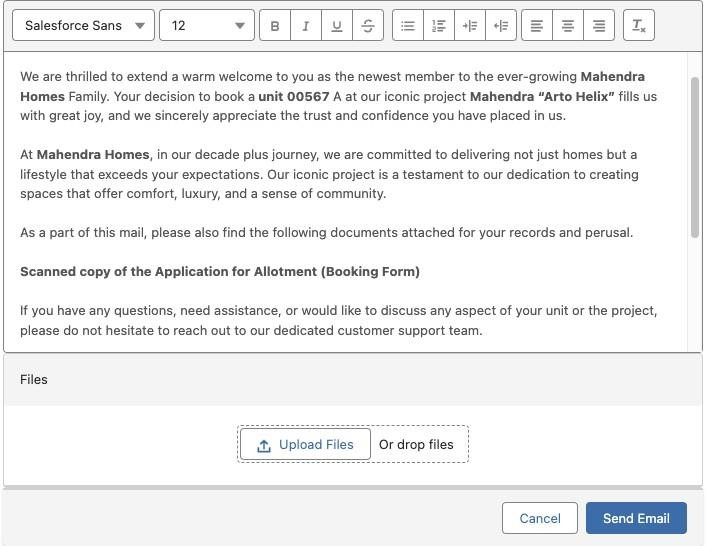 Salesforce Sans 12 B I U S
We are thrilled to extend a warm welcome to you as the newest member to the ever-growing Mahendra
Homes Family. Your decision to book a unit 00567 A at our iconic project Mahendra “Arto Helix” fills us
with great joy, and we sincerely appreciate the trust and confidence you have placed in us.
At Mahendra Homes, in our decade plus journey, we are committed to delivering not just homes but a
lifestyle that exceeds your expectations. Our iconic project is a testament to our dedication to creating
spaces that offer comfort, luxury, and a sense of community.
As a part of this mail, please also find the following documents attached for your records and perusal.
Scanned copy of the Application for Allotment (Booking Form)
If you have any questions, need assistance, or would like to discuss any aspect of your unit or the project,
please do not hesitate to reach out to our dedicated customer support team.
Files
Upload Files Or drop files
Cancel Send Email